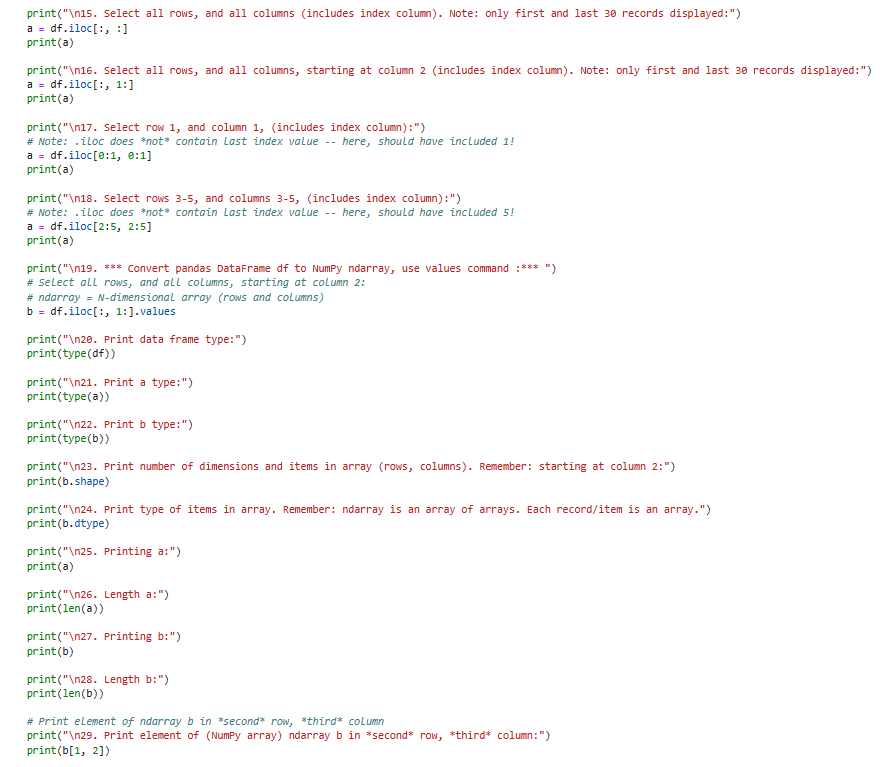 print("\n15. Select all rows, and all columns (includes index column). Note: only first and last 30 records displayed:")
a = df.iloc[:, :]
print(a)
print("\n16. Select all rows, and all columns, starting at column 2 (includes index column). Note: only first and last 30 records displayed:")
a = df.iloc[:, 1:]
print(a)
print("\n17. Select row 1, and column 1, (includes index column):")
# Note: .iloc does *not* contain last index value -- here, should have included 1!
a = df.iloc[0:1, 0:1]
print(a)
print("\n18. Select rows 3-5, and columns 3-5, (includes index column):")
# Note: .iloc does *not* contain last index value -- here, should have included 5!
a = df.iloc[2:5, 2:5]
print(a)
print("\n19. *** Convert pandas DataFrame df to NumPy ndarray, use values command :*** ")
# Select all rows, and all columns, starting at column 2:
# ndarray = N-dimensional array (rows and columns)
b = df.iloc[:, 1:].values
print("\n20. Print data frame type:")
print(type(df))
print("\n21. Print a type:")
print(type(a))
print("\n22. Print b type:")
print(type(b))
print("\n23. Print number of dimensions and items in array (rows, columns). Remember: starting at column 2:")
print(b.shape)
print("\n24. Print type of items in array. Remember: ndarray is an array of arrays. Each record/item is an array.")
print(b.dtype)
print("\n25. Printing a:")
print(a)
print("\n26. Length a:")
print(len(a))
print("\n27. Printing b:")
print(b)
print("\n28. Length b:")
print(len(b))
# Print element of ndarray b in *second* row, *third* column
print("\n29. Print element of (NumPy array) ndarray b in *second* row, *third* column:")
print(b[1, 2])